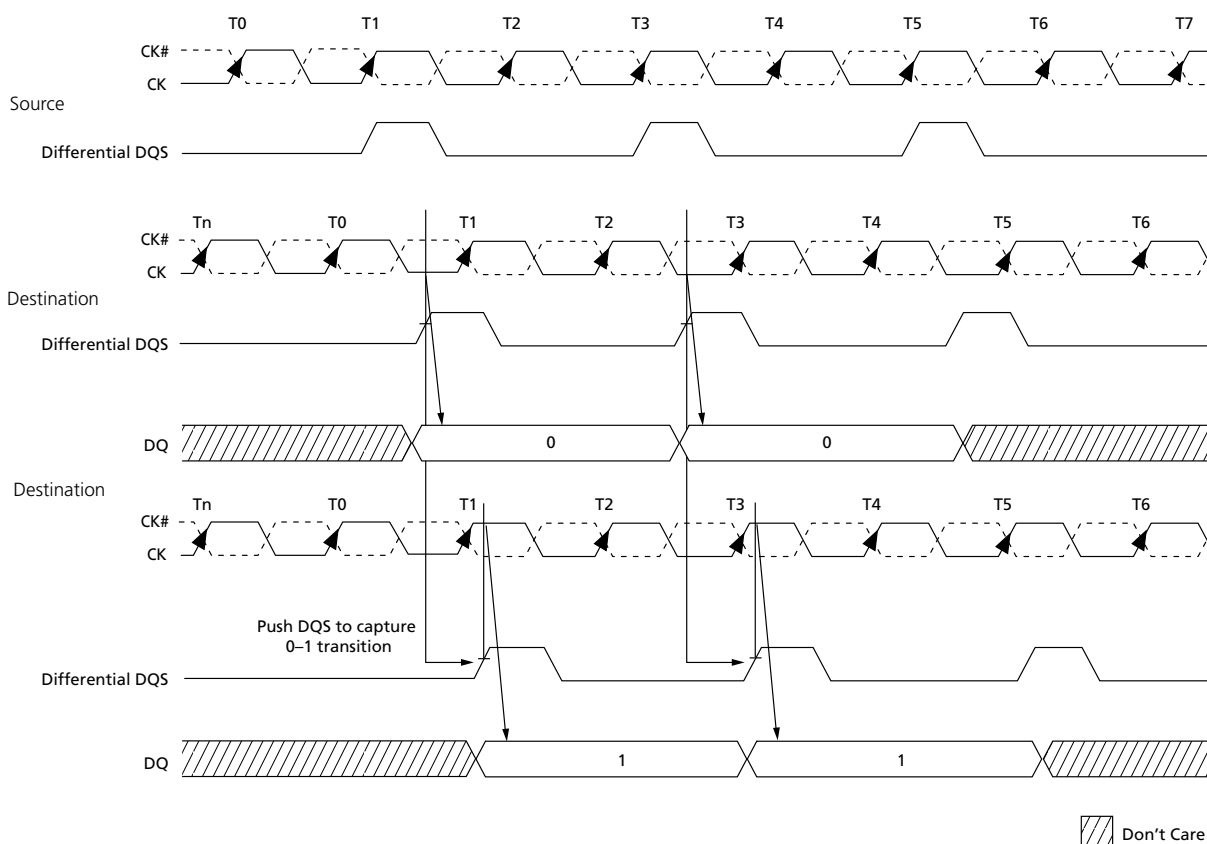 T0 T1 T2 T3 T4 T5 T6 T7
CK#
CK
Source
Differential DQS
Tn T0 T1 T2 T3 T4 T5 T6
CK#
CK
Destination
Differential DQS
DQ 0 0
Destination
Tn T0 T1 T2 T3 T4 T5 T6
CK#
CK
Push DQS to capture
0–1 transition
Differential DQS
DQ 1 1
Don't Care